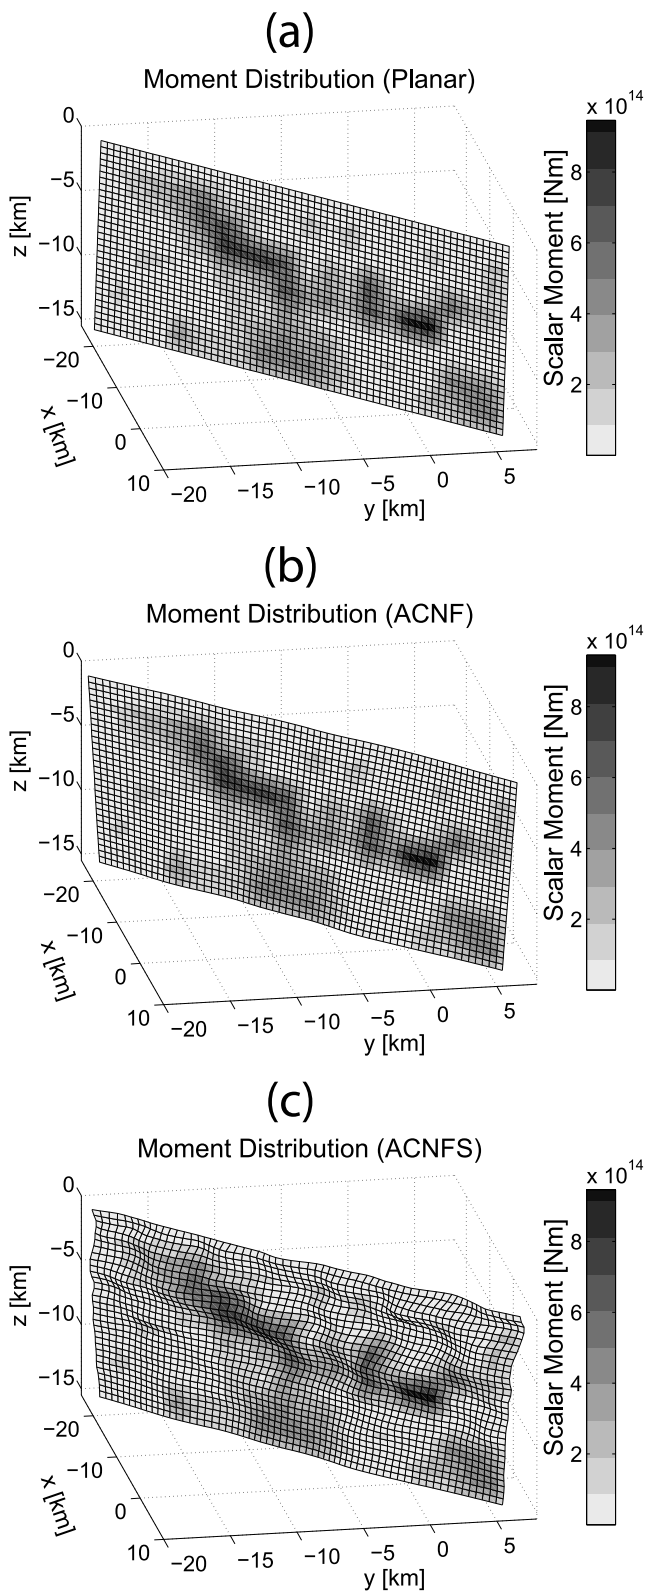 (a)
Moment Distribution (Planar)
x 10^14
0
−5
−10
−15
z [km]
8
6
4
2
Scalar Moment [Nm]
−20
−10
0
10
x [km]
−20
−15
−10
−5
0
5
y [km]
(b)
Moment Distribution (ACNF)
x 10^14
0
−5
−10
−15
z [km]
8
6
4
2
Scalar Moment [Nm]
−20
−10
0
10
x [km]
−20
−15
−10
−5
0
5
y [km]
(c)
Moment Distribution (ACNFS)
x 10^14
0
−5
−10
−15
z [km]
8
6
4
2
Scalar Moment [Nm]
−20
−10
0
10
x [km]
−20
−15
−10
−5
0
5
y [km]